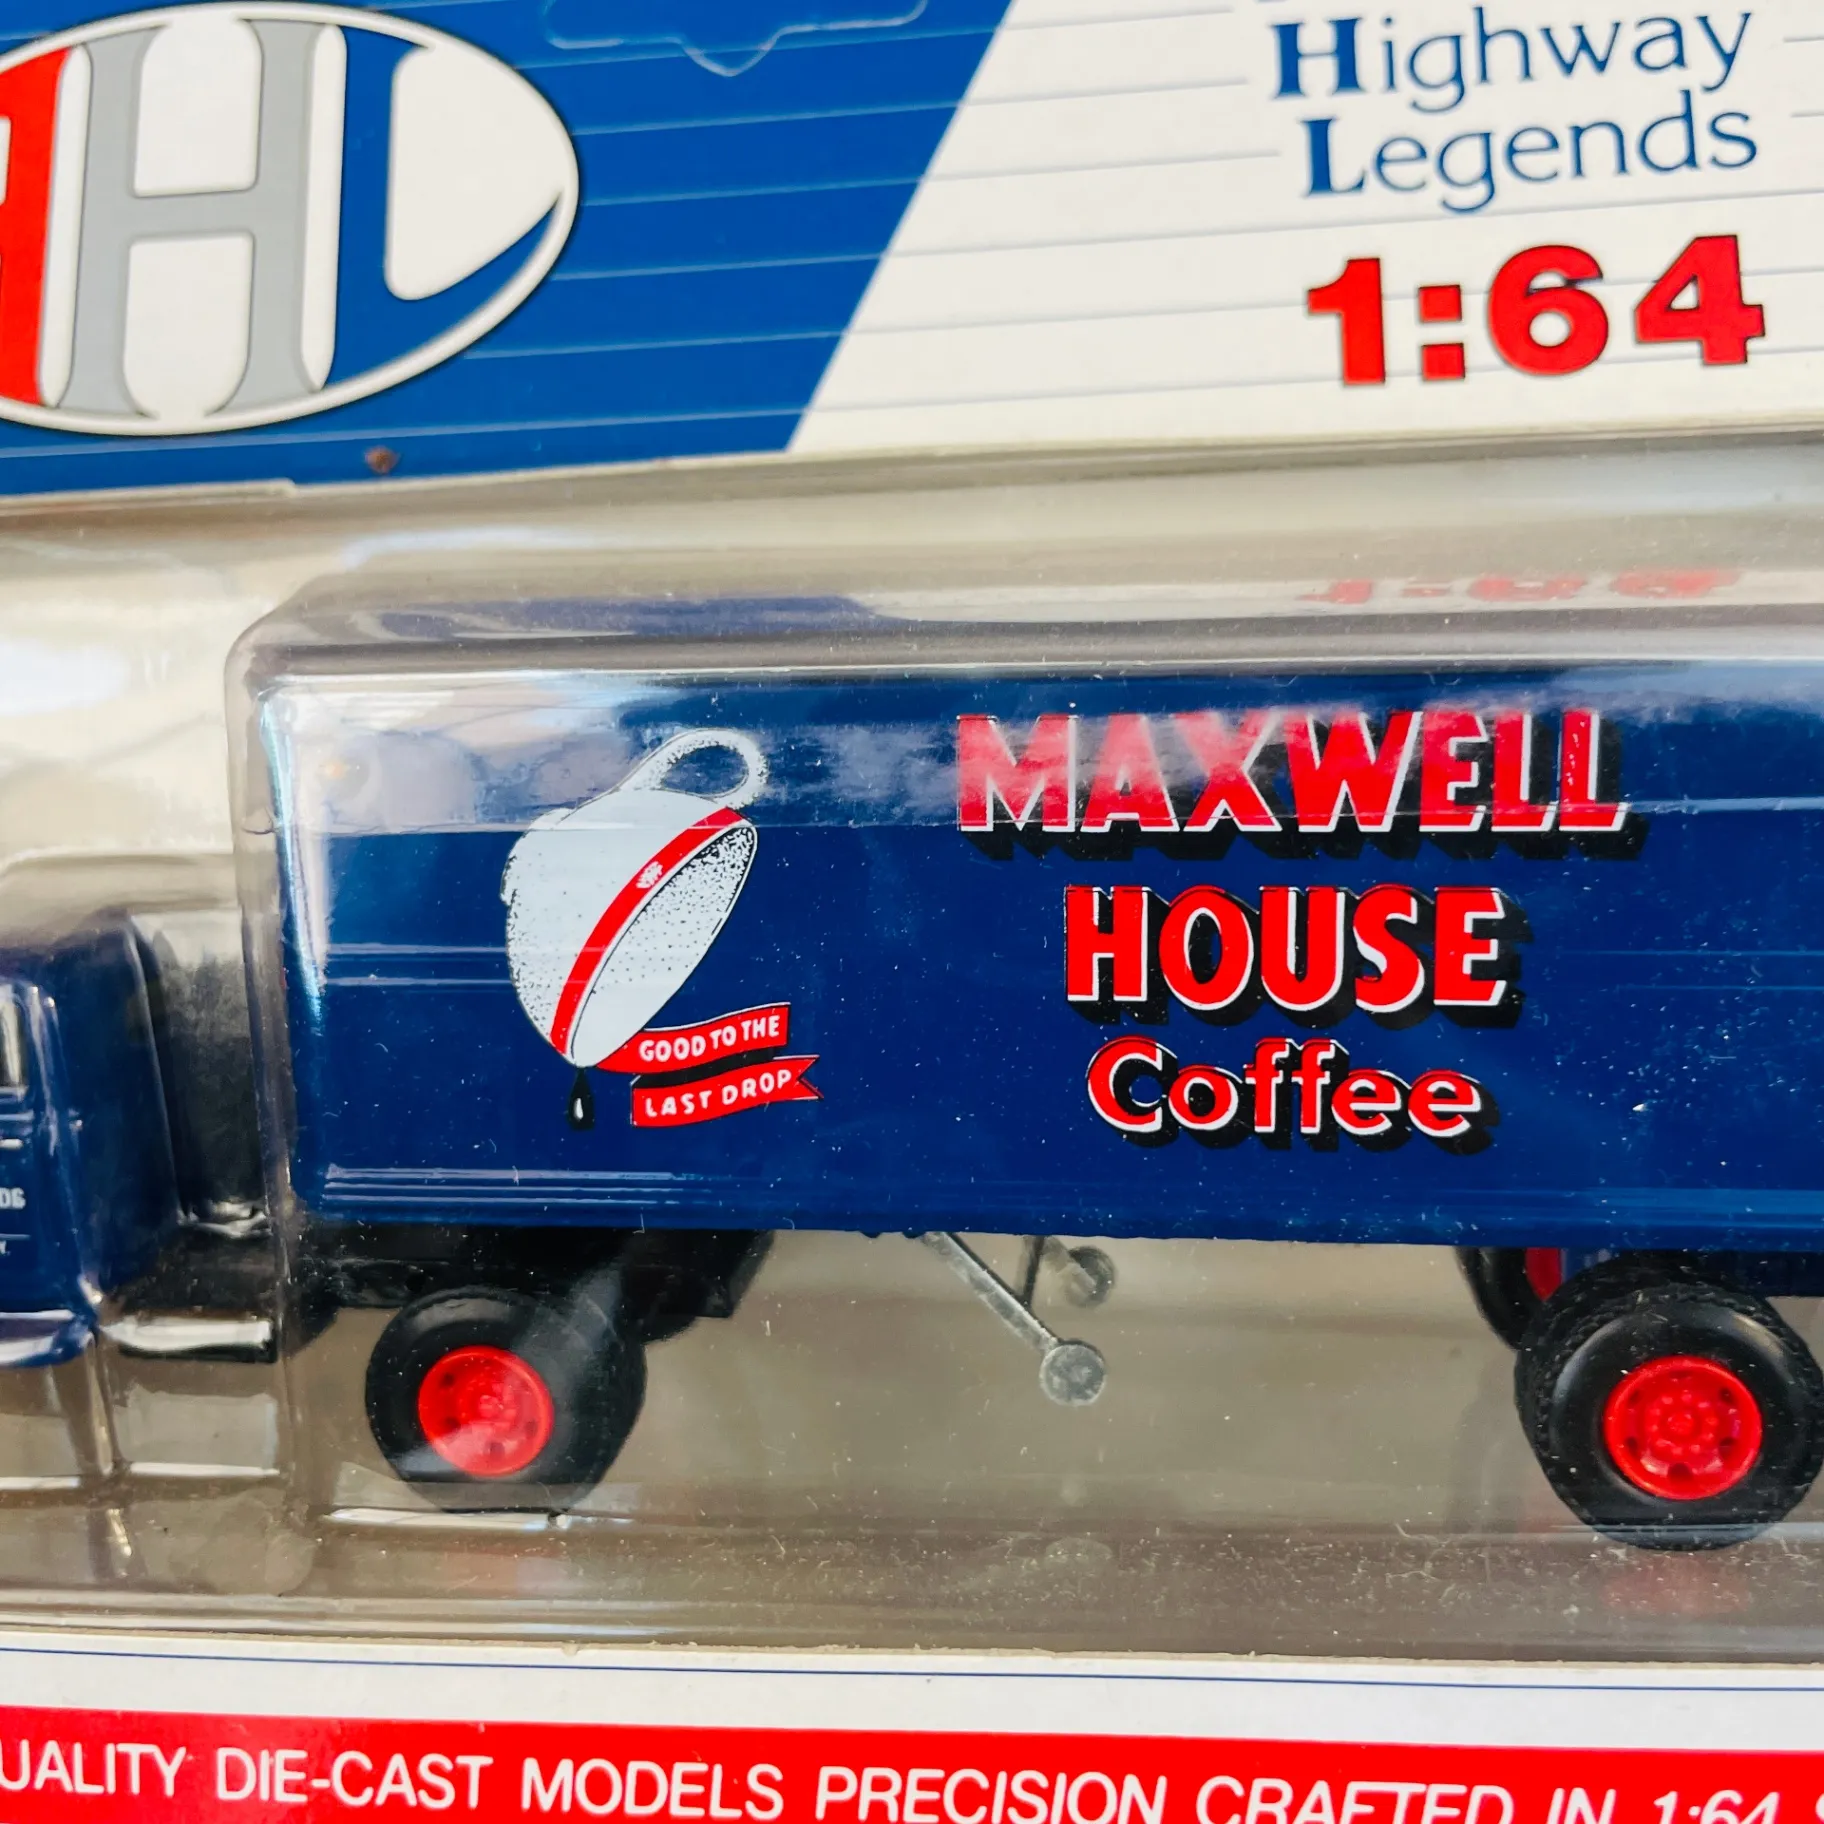 HHL
Highway
Legends
1:64
MAXWELL
HOUSE
Coffee
GOOD TO THE
LAST DROP
UALITY DIE-CAST MODELS PRECISION CRAFTED IN 1:64